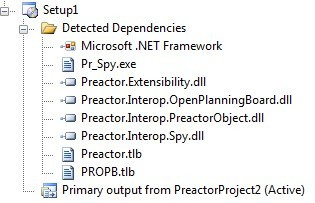 Setup1
Detected Dependencies
Microsoft .NET Framework
Pr_Spy.exe
Preactor.Extensibility.dll
Preactor.Interop.OpenPlanningBoard.dll
Preactor.Interop.PreactorObject.dll
Preactor.Interop.Spy.dll
Preactor.tlb
PROPB.tlb
Primary output from PreactorProject2 (Active)